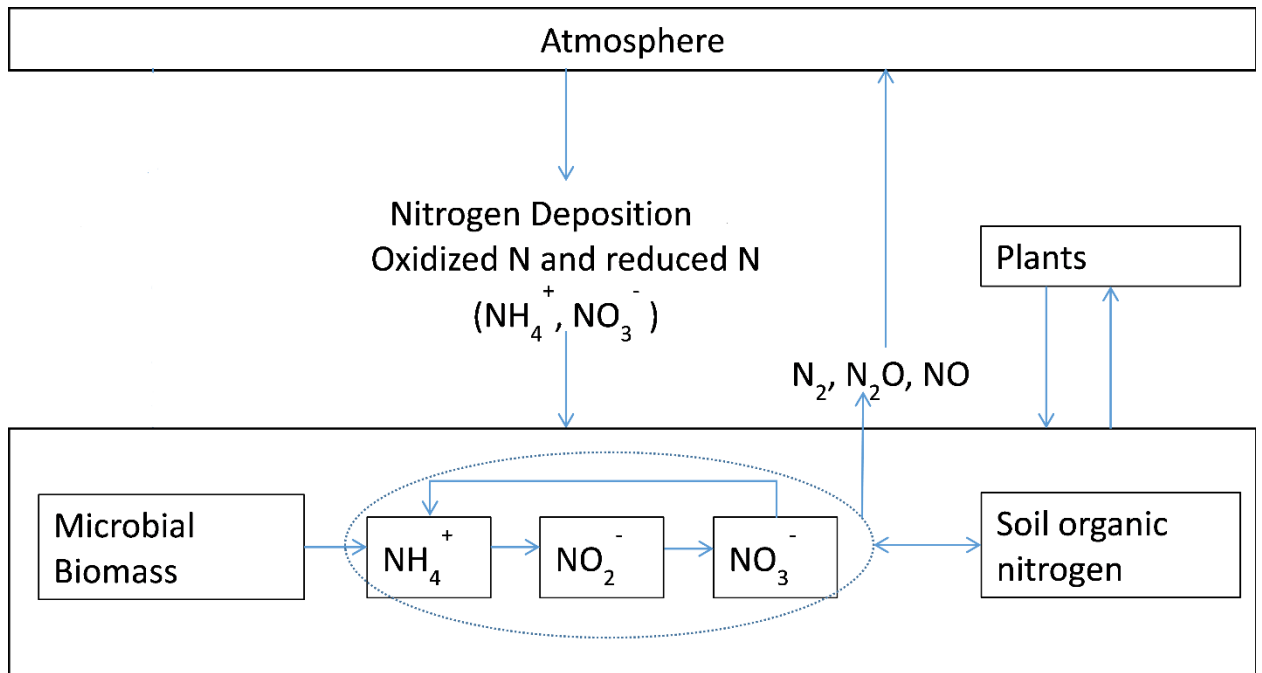 Atmosphere
Nitrogen Deposition
Oxidized N and reduced N
(NH₄⁺, NO₃⁻ )
Plants
N₂, N₂O, NO
Microbial
Biomass
NH₄⁺
NO₂⁻
NO₃⁻
Soil organic
nitrogen